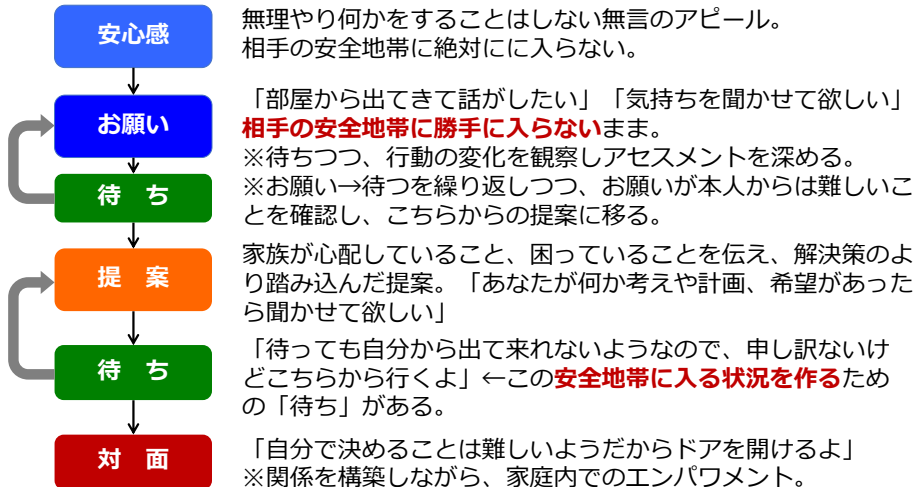 安心感
無理やり何かをすることはしない無言のアピール。
相手の安全地帯に絶対にに入らない。
お願い
「部屋から出てきて話がしたい」「気持ちを聞かせて欲しい」
相手の安全地帯に勝手に入らないまま。
※待ちつつ、行動の変化を観察しアセスメントを深める。
待　ち
※お願い→待つを繰り返しつつ、お願いが本人からは難しいこ
とを確認し、こちらからの提案に移る。
提　案
家族が心配していること、困っていることを伝え、解決策のよ
り踏み込んだ提案。「あなたが何か考えや計画、希望があった
ら聞かせて欲しい」
待　ち
「待っても自分から出て来れないようなので、申し訳ないけ
どこちらから行くよ」←この安全地帯に入る状況を作るため
の「待ち」がある。
対　面
「自分で決めることは難しいようだからドアを開けるよ」
※関係を構築しながら、家庭内でのエンパワメント。